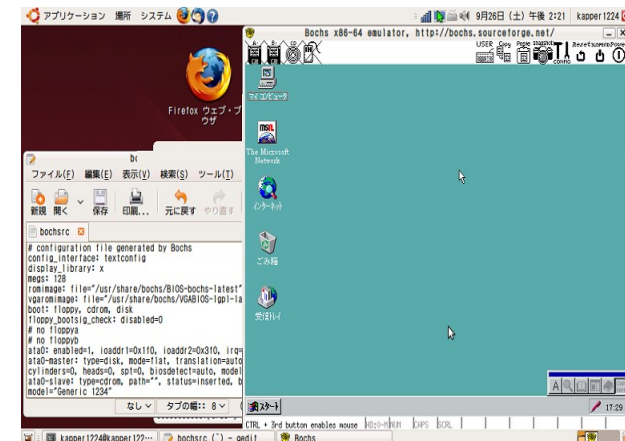 アプリケーション 場所 システム
9月26日（土）午後 2:21
kapper1224
Firefox ウェブ・ブ
ウザ
Bochs x86-64 emulator, http://bochs.sourceforge.net/
USER Copy Paste snapshot
CONFIG
Reset suspend Power
マイ コンピュータ
msn
The Microsoft
Network
インターネット
ごみ箱
受信トレイ
ファイル(F) 編集(E) 表示(V) 検索(S) ツール(T)
新規 開く 保存 印刷... 元に戻す やり直す
bochsrc
# configuration file generated by Bochs
config_interface: textconfig
display_library: x
megs: 128
romimage: file="/usr/share/bochs/BIOS-bochs-latest"
vgaromimage: file="/usr/share/bochs/VGABIOS-lgpl-la
boot: floppy, cdrom, disk
floppy_bootsig_check: disabled=0
# no floppya
# no floppyb
ata0: enabled=1, ioaddr1=0x1f0, ioaddr2=0x3f0, irq=
ata0-master: type=disk, mode=flat, translation=auto
cylinders=0, heads=0, spt=0, biosdetect=auto, model
ata0-slave: type=cdrom, path="", status=inserted, b
model="Generic 1234"
なし タブの幅: 8
スタート
17:29
CTRL + 3rd button enables mouse
HD:0-M NUM CAPS SCRL
kapper1224@kapper122…
bochsrc (~) - gedit
Bochs